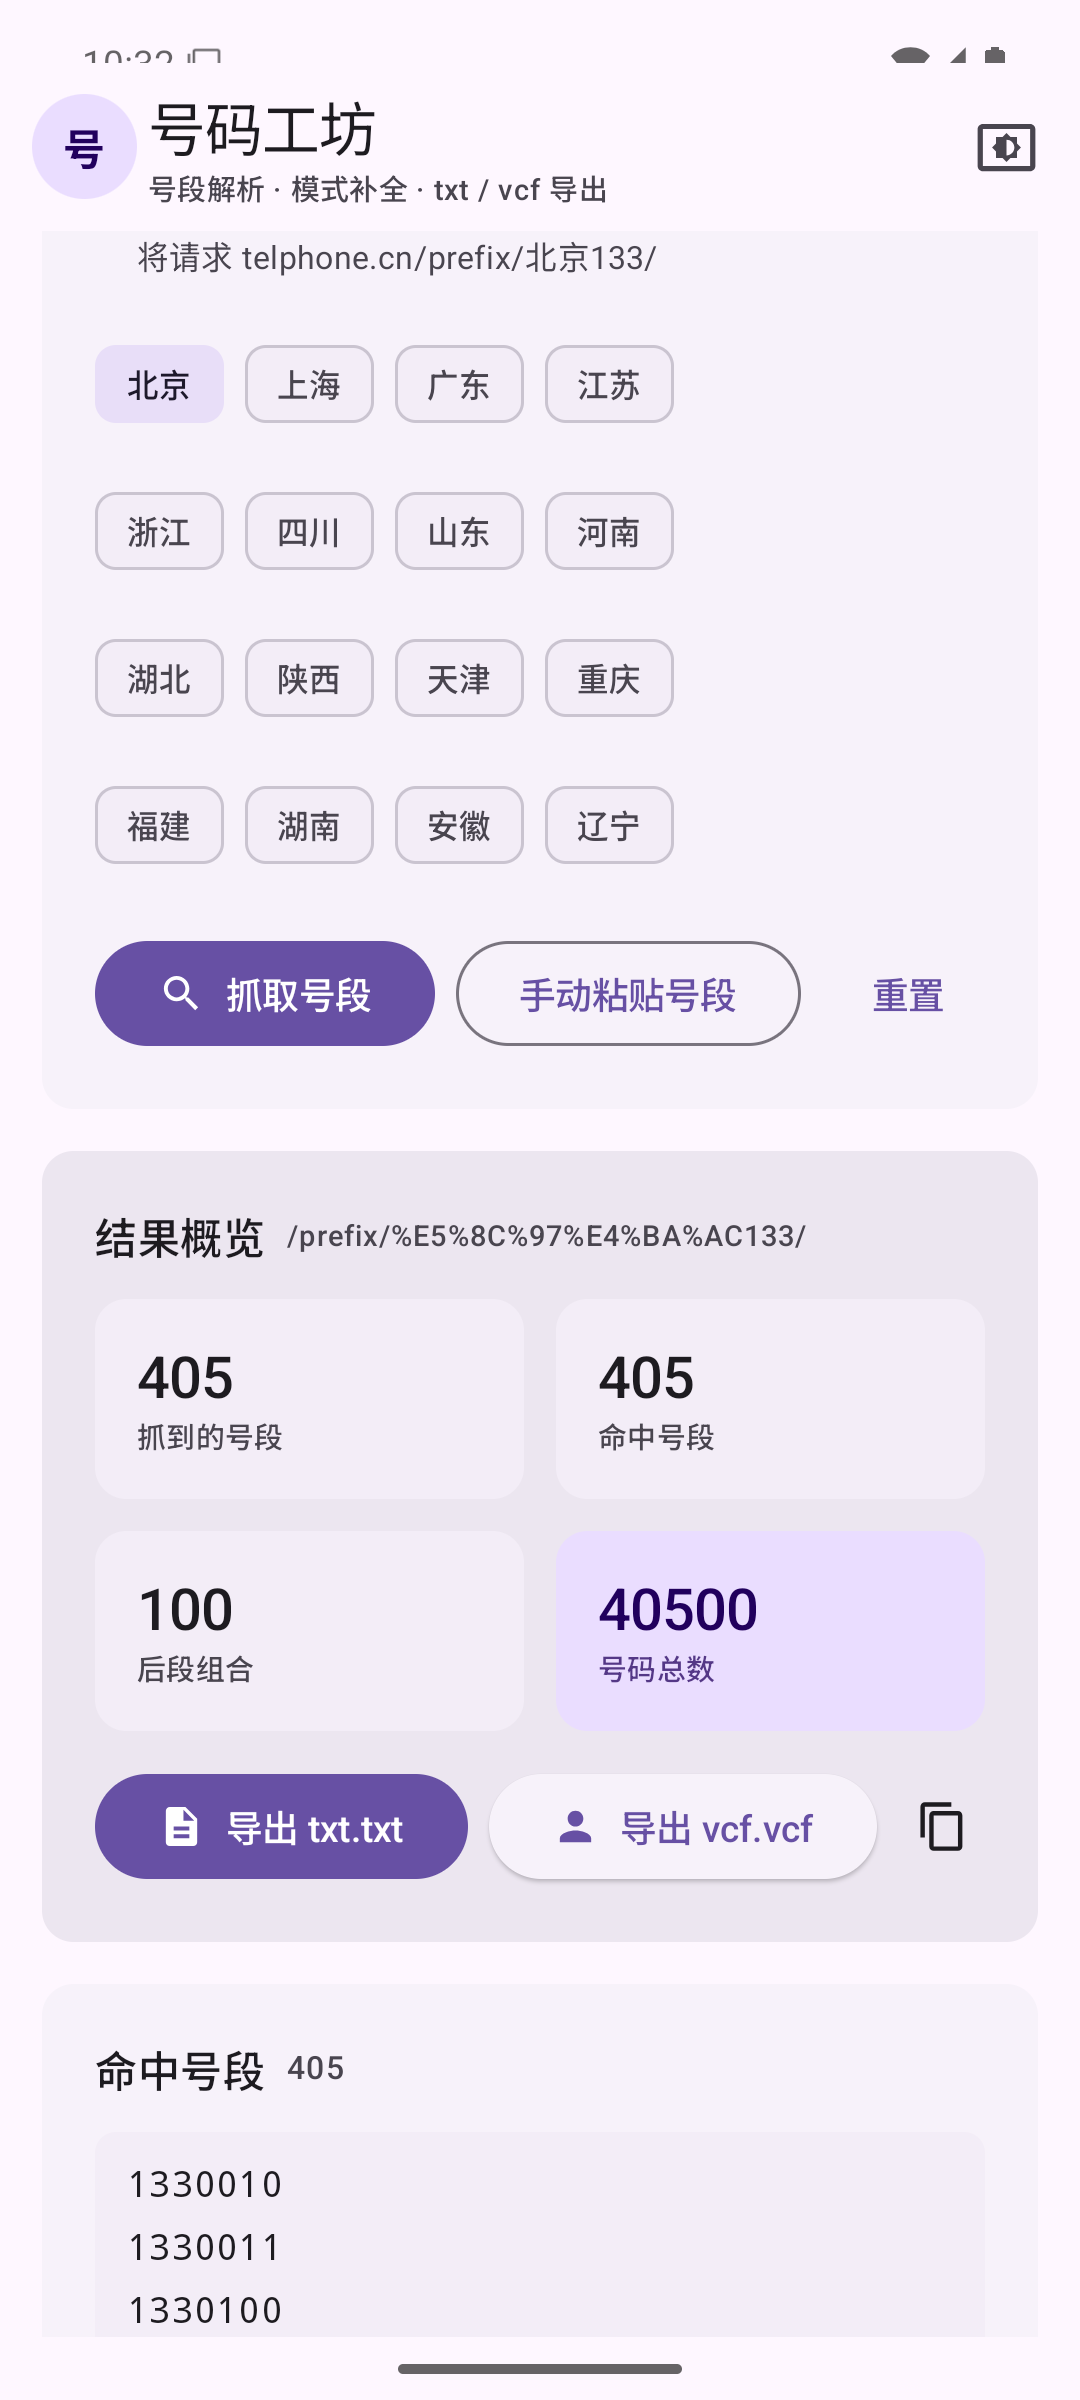 10:32
号
号码工坊
号段解析 · 模式补全 · txt / vcf 导出
将请求 telphone.cn/prefix/北京133/
北京 上海 广东 江苏
浙江 四川 山东 河南
湖北 陕西 天津 重庆
福建 湖南 安徽 辽宁
抓取号段 手动粘贴号段 重置
结果概览 /prefix/%E5%8C%97%E4%BA%AC133/
405 405
抓到的号段 命中号段
100 40500
后段组合 号码总数
导出 txt.txt 导出 vcf.vcf
命中号段 405
1330010
1330011
1330100